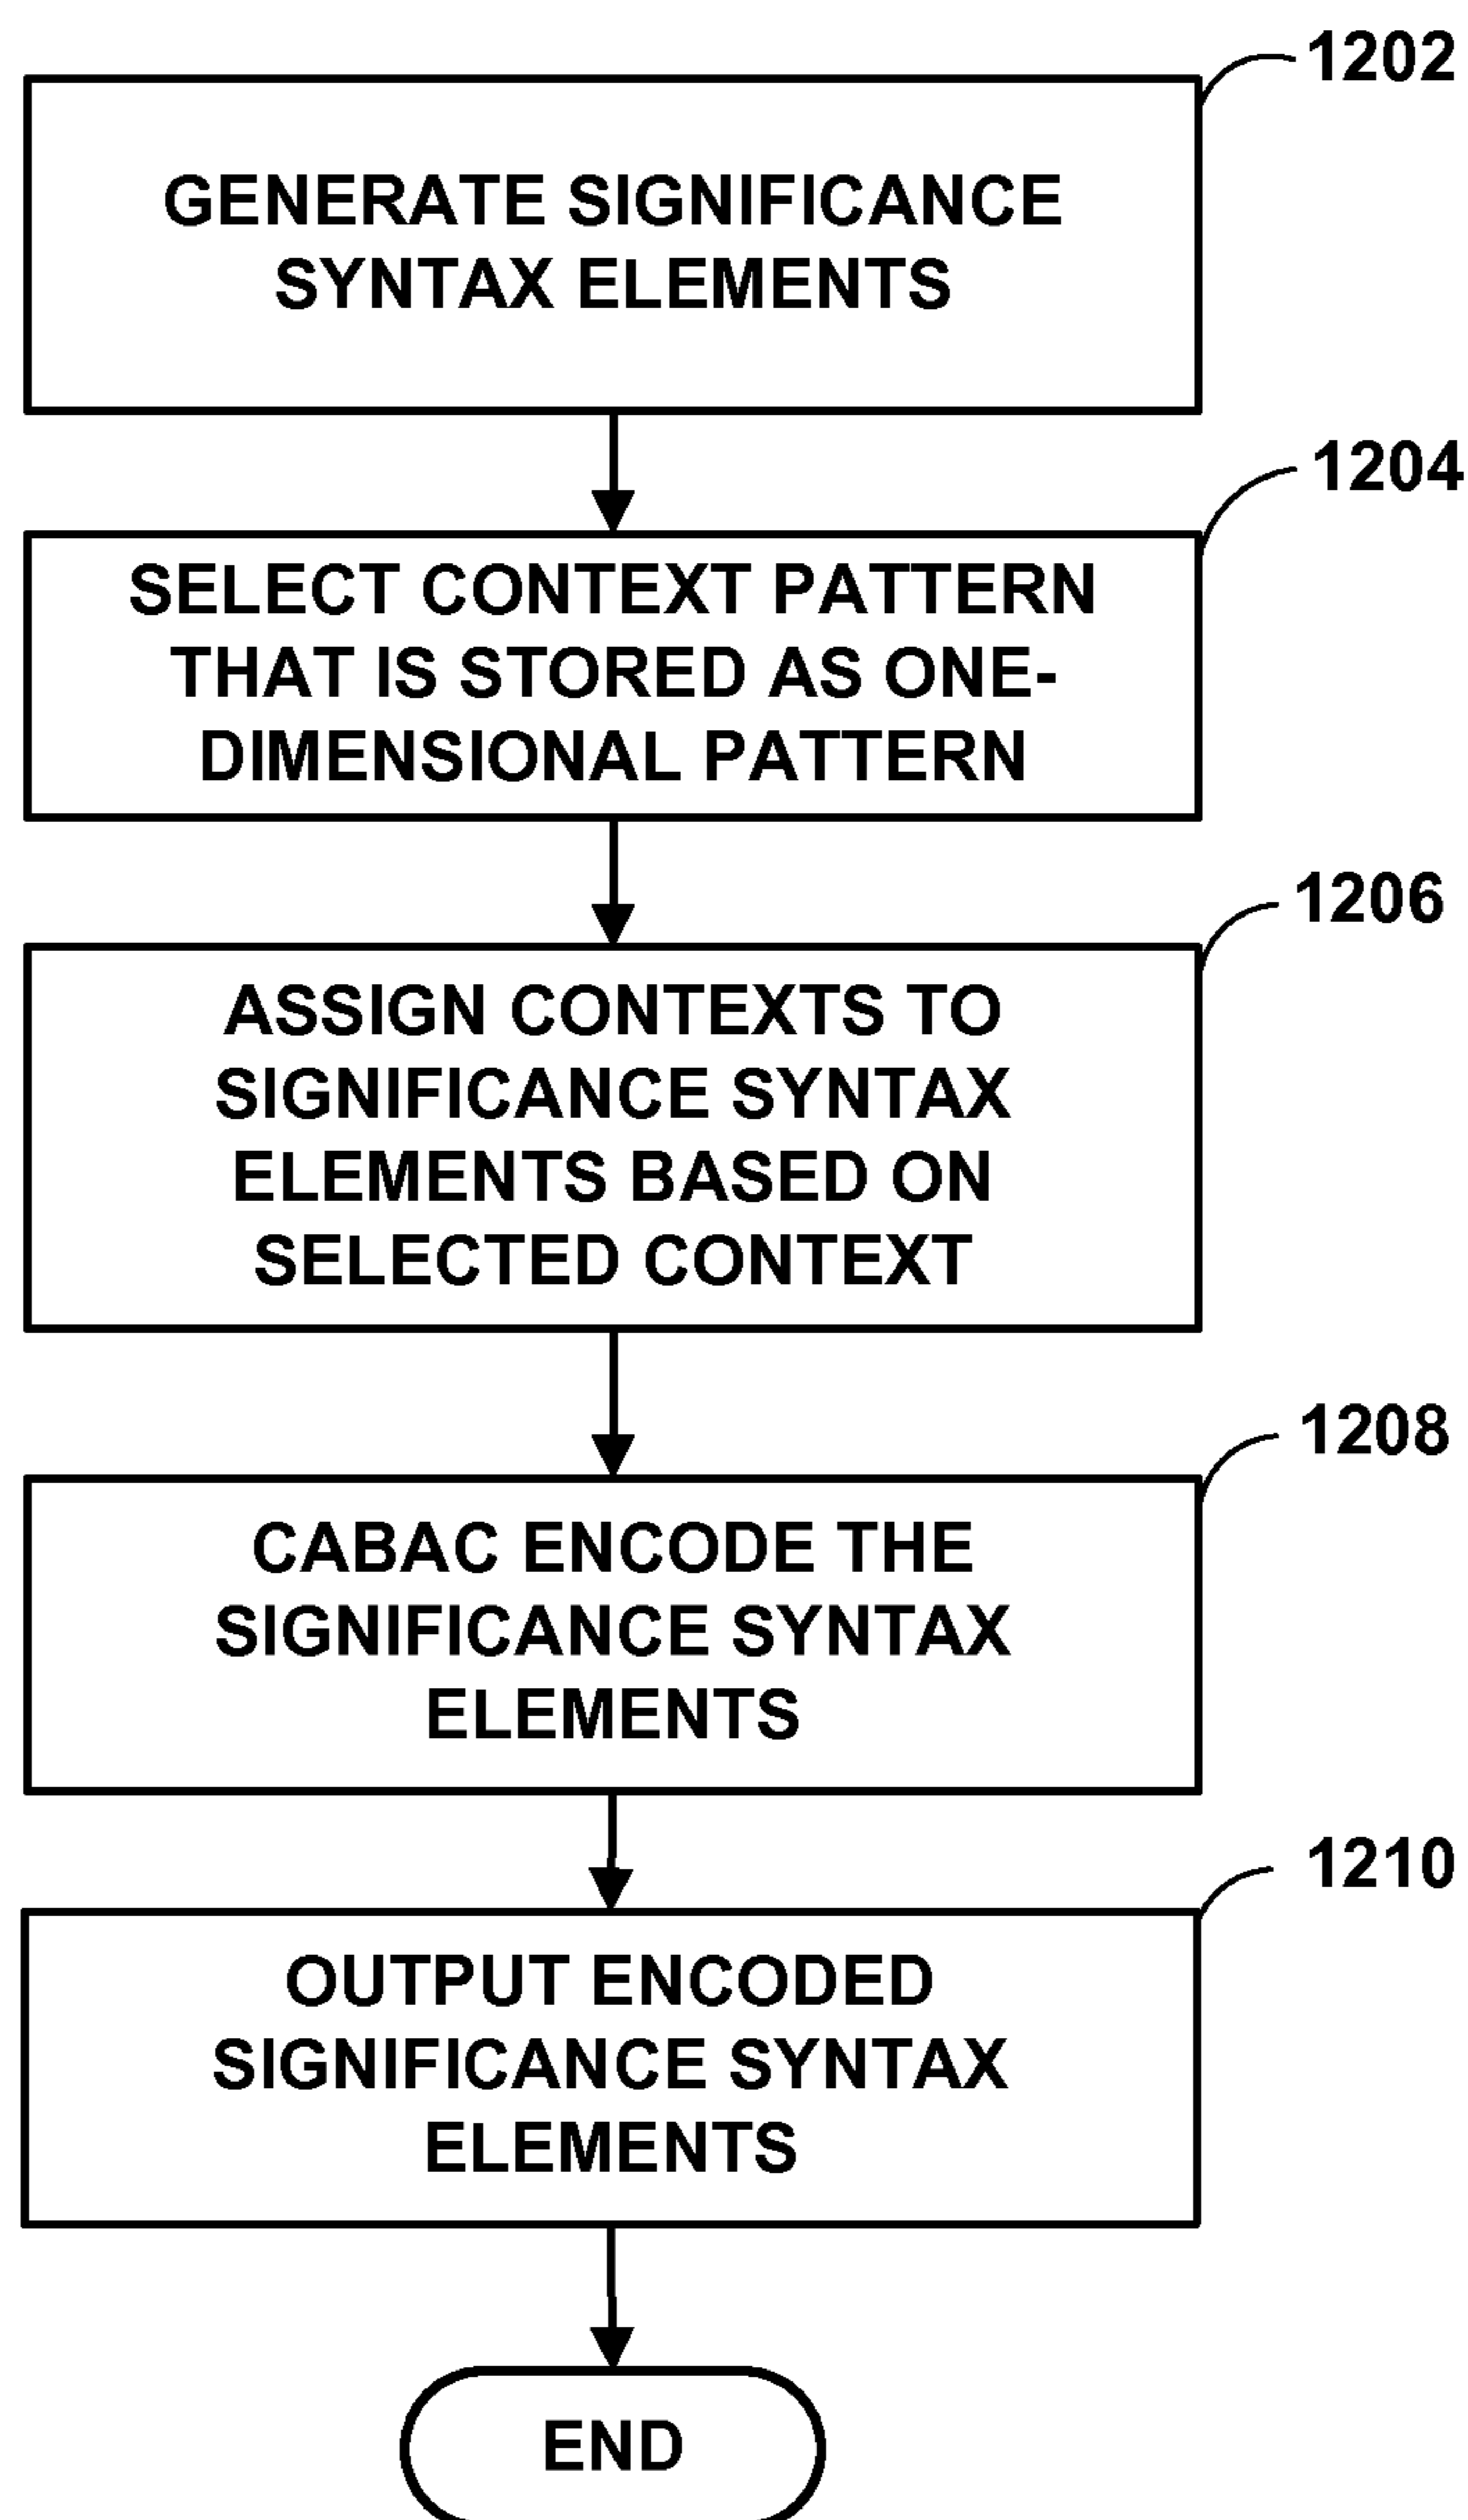 1202
GENERATE SIGNIFICANCE
SYNTAX ELEMENTS
1204
SELECT CONTEXT PATTERN
THAT IS STORED AS ONE-
DIMENSIONAL PATTERN
1206
ASSIGN CONTEXTS TO
SIGNIFICANCE SYNTAX
ELEMENTS BASED ON
SELECTED CONTEXT
1208
CABAC ENCODE THE
SIGNIFICANCE SYNTAX
ELEMENTS
1210
OUTPUT ENCODED
SIGNIFICANCE SYNTAX
ELEMENTS
END